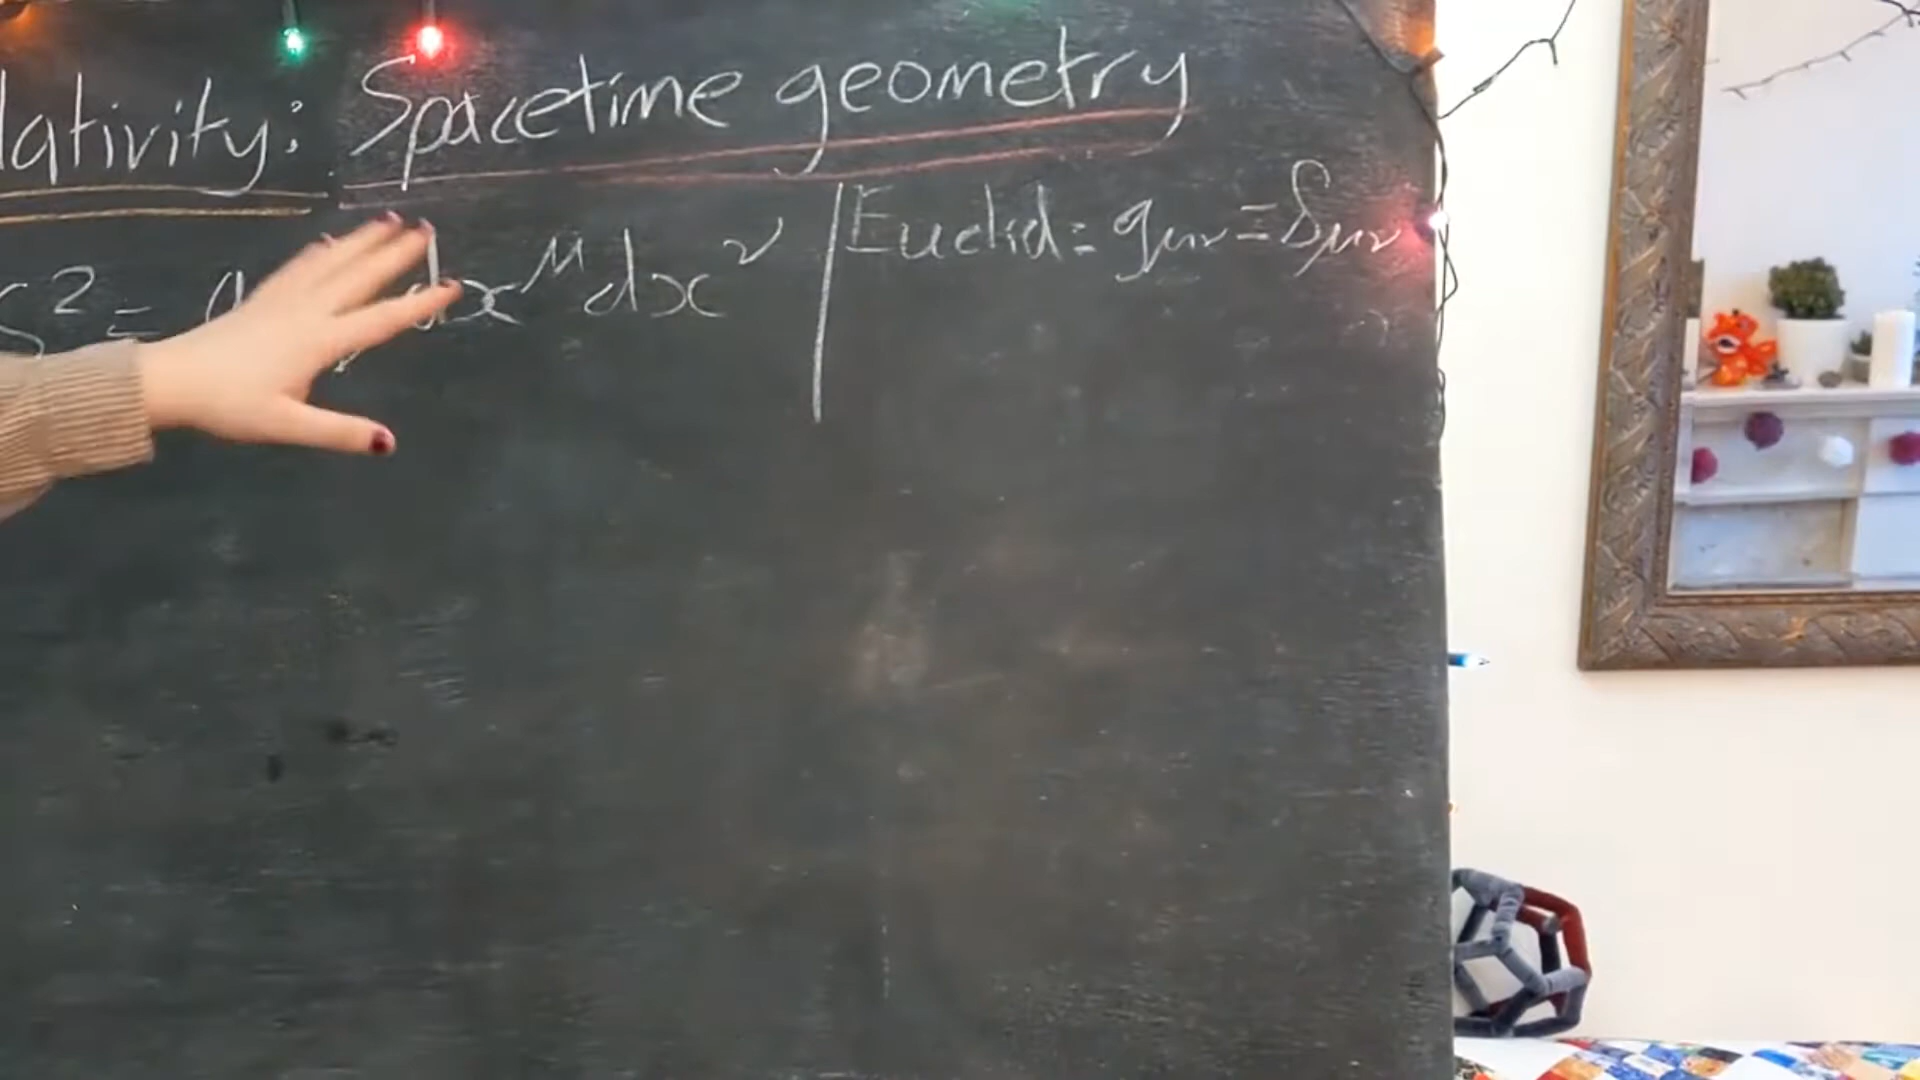 lativity: Spacetime geometry
s² = g dx^μ dx^ν | Euclid: g_μν = δ_μν